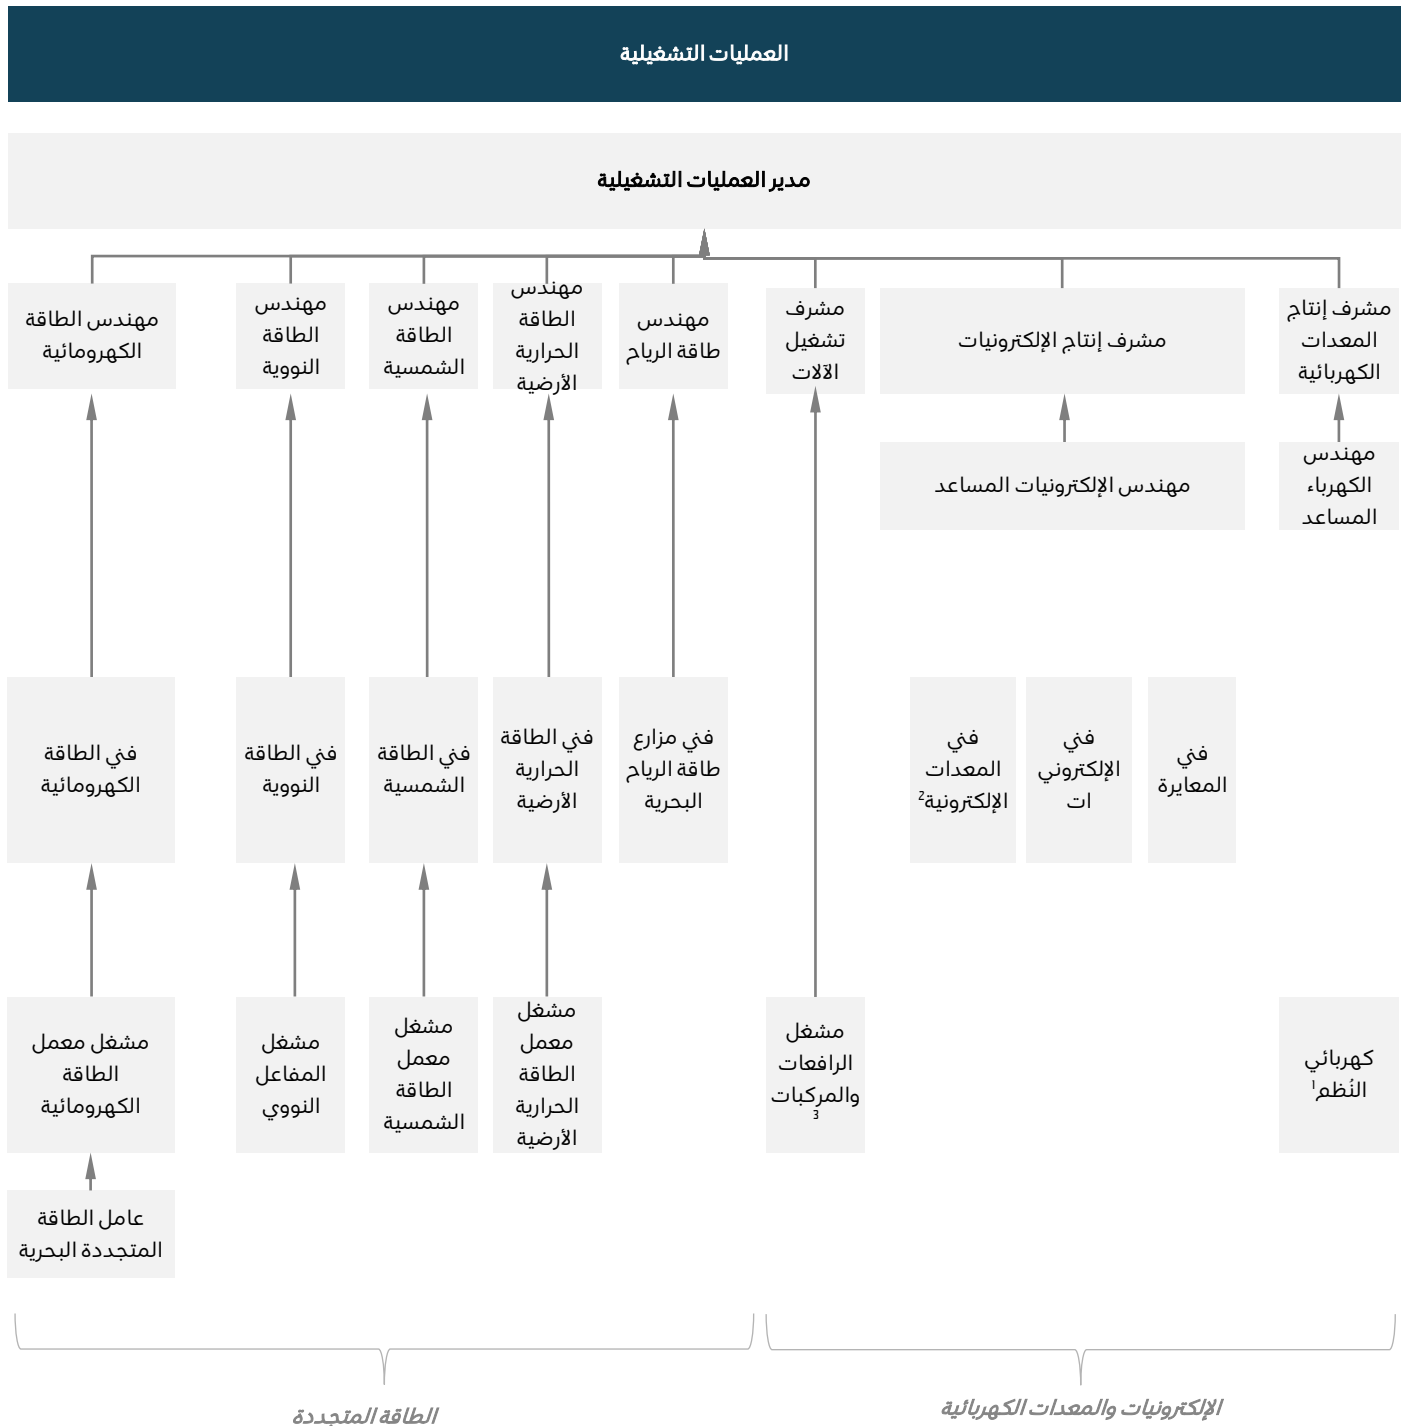 العمليات التشغيلية
مدير العمليات التشغيلية
مشرف إنتاج
المعدات
الكهربائية
مشرف إنتاج الإلكترونيات
مشرف
تشغيل
الآلات
مهندس
طاقة الرياح
مهندس
الطاقة
الحرارية
الأرضية
مهندس
الطاقة
الشمسية
مهندس
الطاقة
النووية
مهندس الطاقة
الكهرومائية
مهندس
الكهرباء
المساعد
مهندس الإلكترونيات المساعد
فني
المعايرة
فني
الإلكتروني
ات
فني
المعدات
الإلكترونية²
فني مزارع
طاقة الرياح
البحرية
فني الطاقة
الحرارية
الأرضية
فني الطاقة
الشمسية
فني الطاقة
النووية
فني الطاقة
الكهرومائية
كهربائي
النُظم¹
مشغل
الرافعات
والمركبات
³
مشغل
معمل
الطاقة
الحرارية
الأرضية
مشغل
معمل
الطاقة
الشمسية
مشغل
المفاعل
النووي
مشغل معمل
الطاقة
الكهرومائية
عامل الطاقة
المتجددة البحرية
الإلكترونيات والمعدات الكهربائية
الطاقة المتجددة